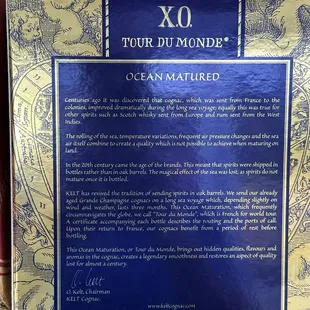 X.O.
TOUR DU MONDE®
OCEAN MATURED
Centuries ago it was discovered that cognac, which was sent from France to the
colonies, improved dramatically during the long sea voyage; equally this was true for
other spirits such as Scotch whisky sent from Europe and rum sent from the West
Indies.
The rolling of the sea, temperature variations, frequent air pressure changes and the sea
air itself combine to create a quality which is not possible to achieve when maturing on
land.
In the 20th century came the age of the brands. This meant that spirits were shipped in
bottles rather than in oak barrels. The magical effect of the sea was lost, as spirits do not
mature once it is bottled.
KELT has revived the tradition of sending spirits in oak barrels. We send our already
aged Grande Champagne cognacs on a long sea voyage which, depending slightly on
wind and weather, lasts three months. This Ocean Maturation, which frequently
circumnavigates the globe, we call "Tour du Monde", which is French for world tour.
A certificate accompanying each bottle describes the routing and the ports of call.
Upon their return to France, our cognacs benefit from a period of rest before
bottling.
This Ocean Maturation, or Tour du Monde, brings out hidden qualities, flavours and
aromas in the cognac, creates a legendary smoothness and restores an aspect of quality
lost for almost a century.
O. Kelt, Chairman
KELT Cognac.
www.keltcognac.com